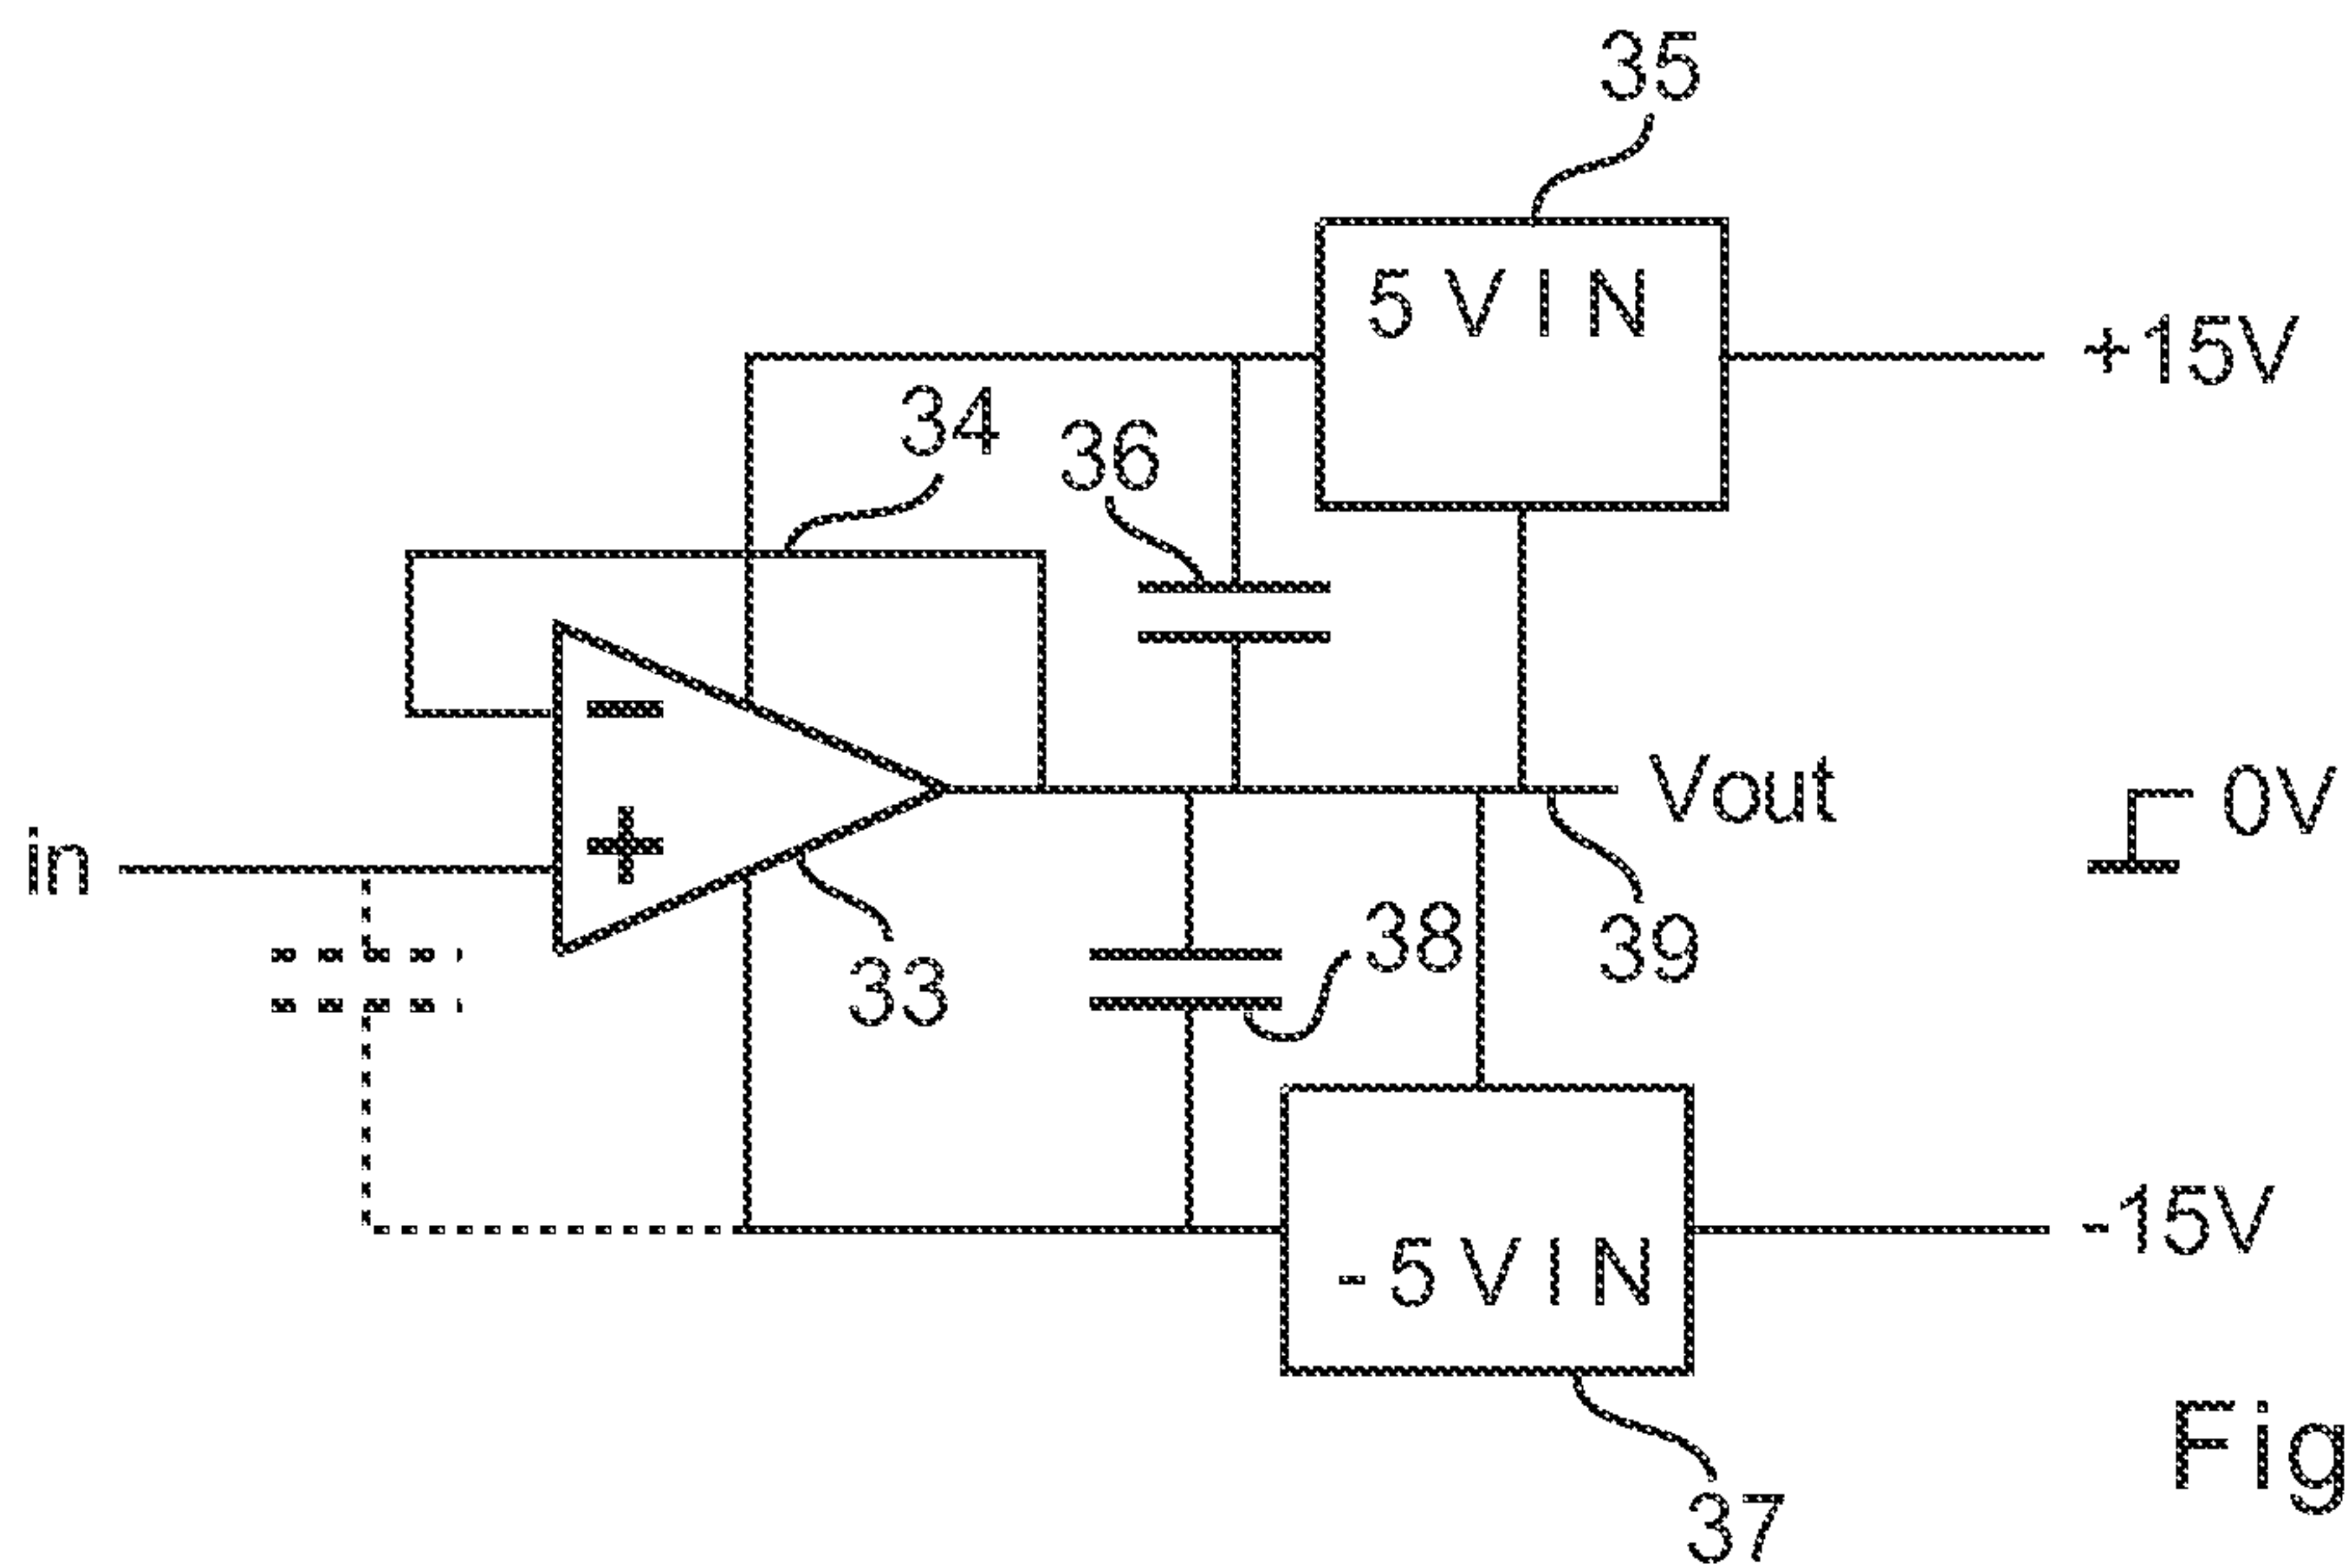 35
5 V I N
+15V
34
36
−
Vout
0V
+
in
38
39
33
-15V
- 5 V I N
Fig
37